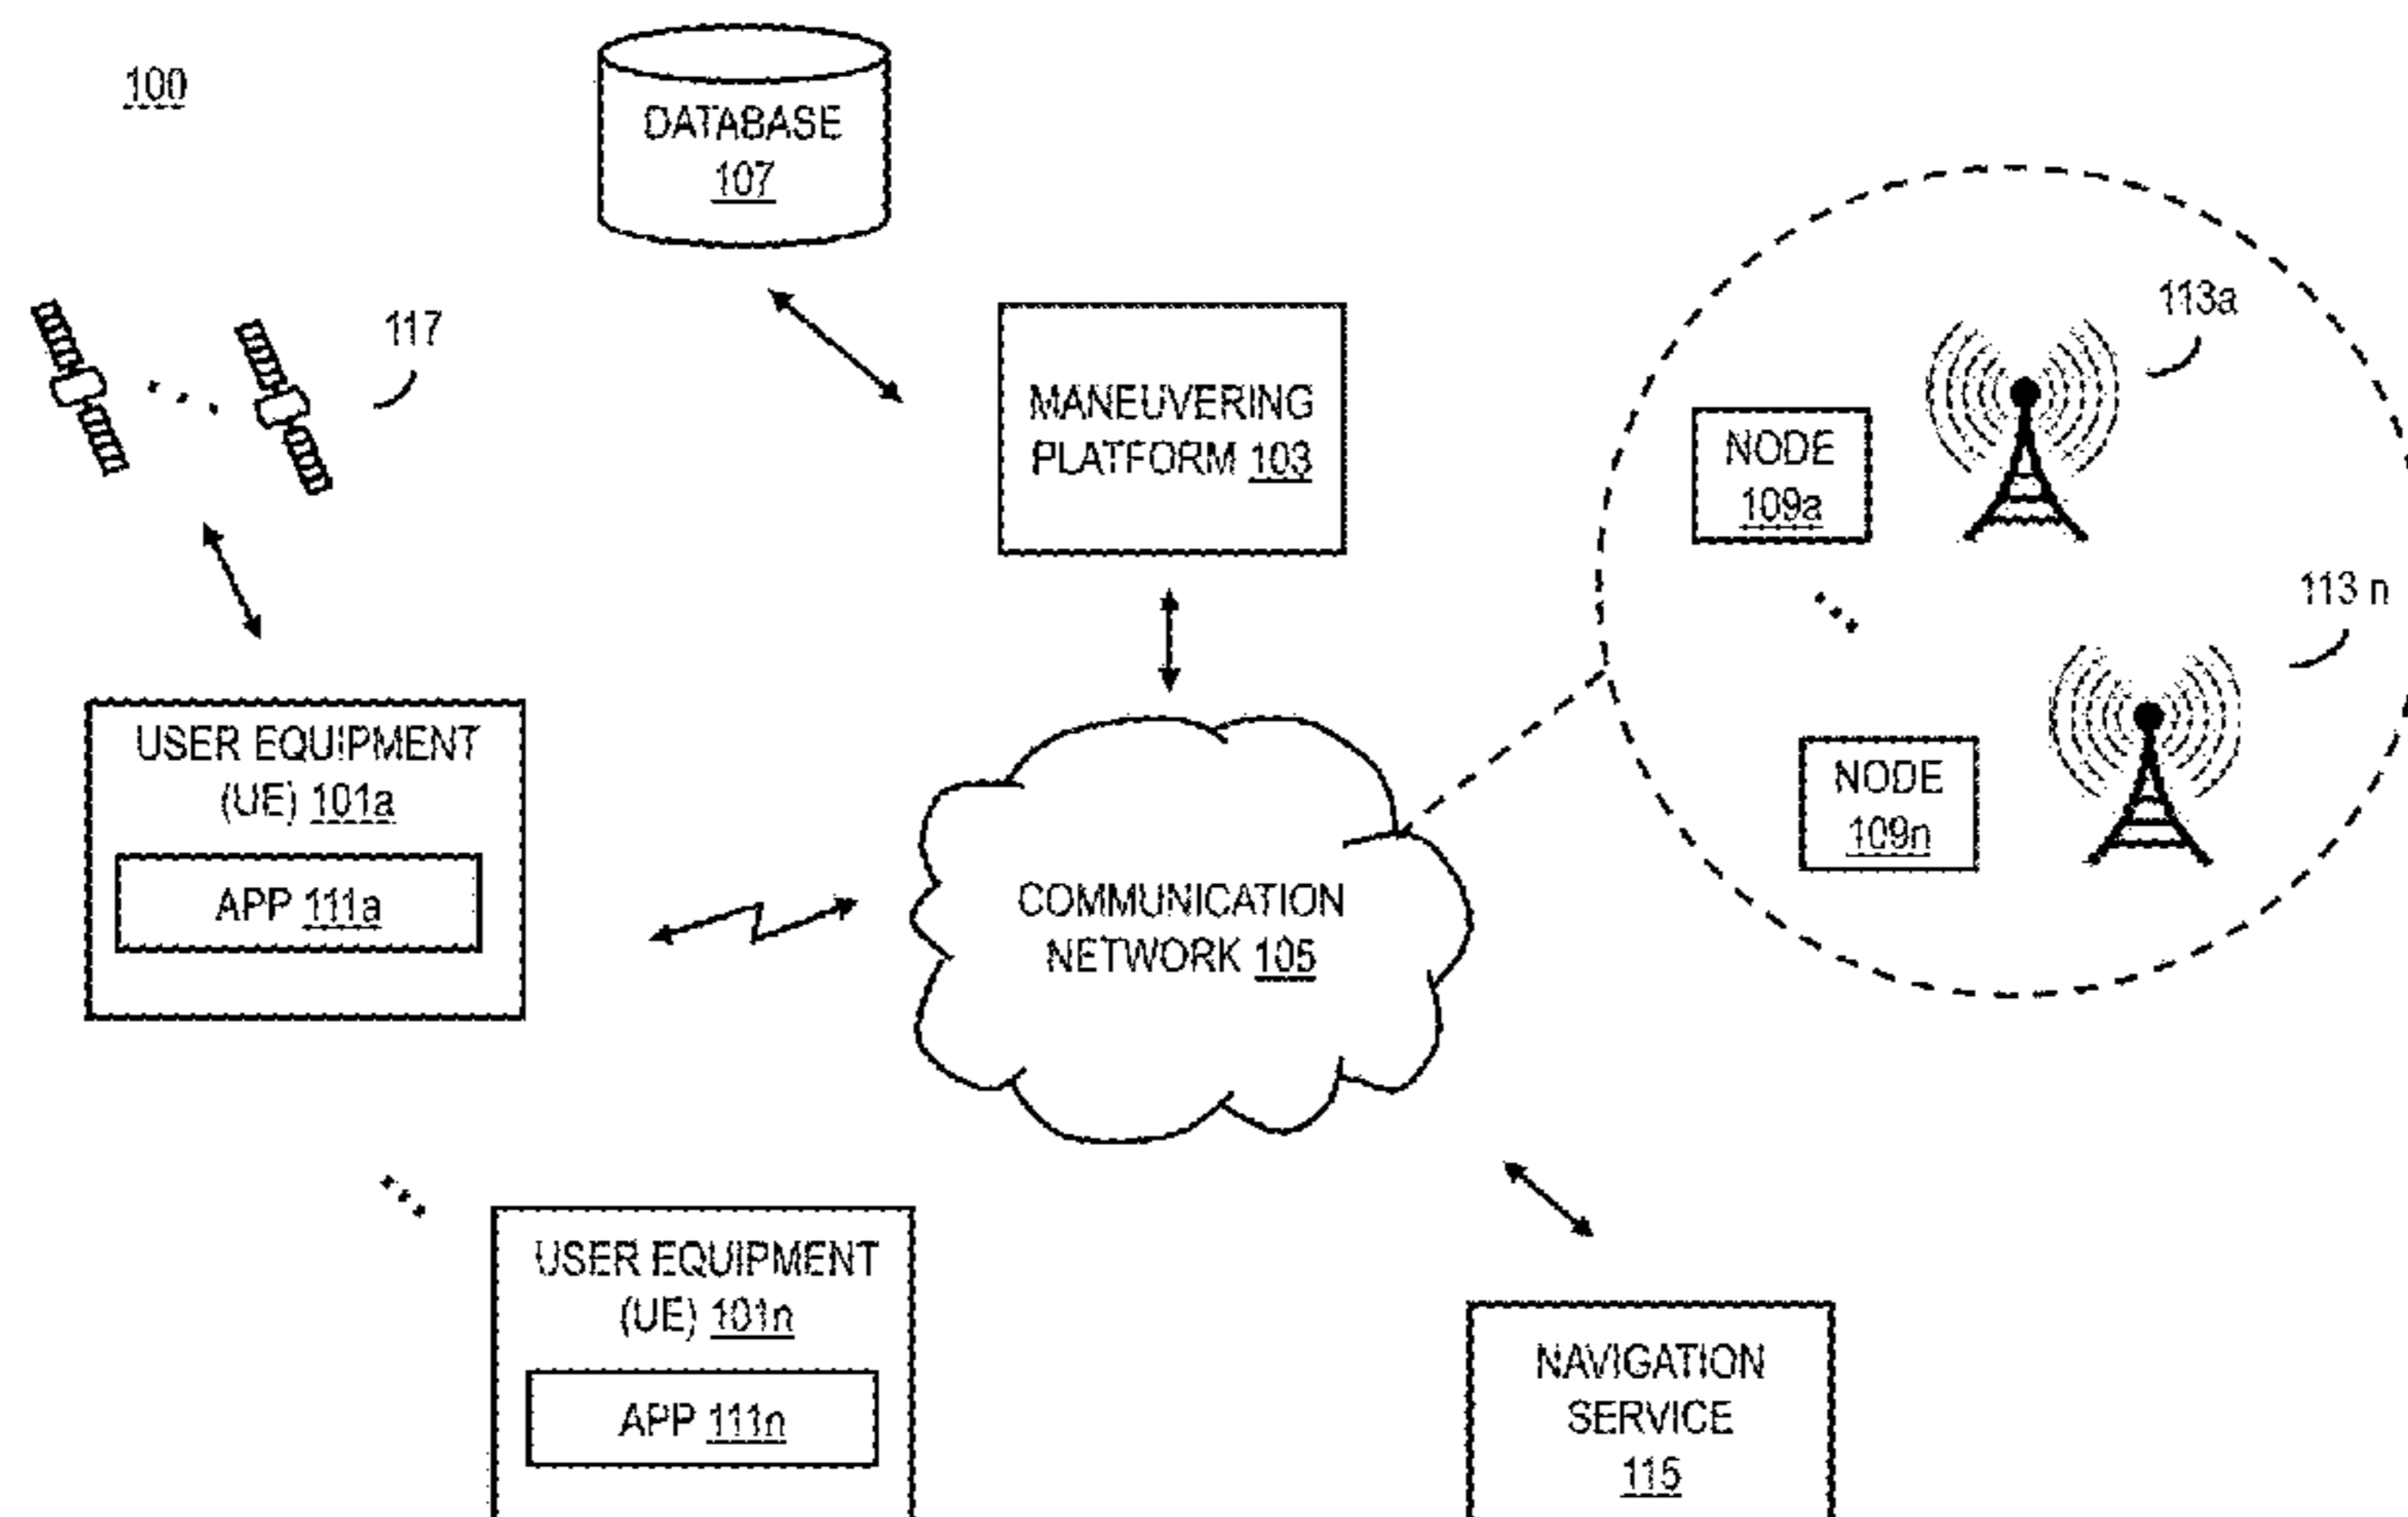 100
DATABASE
107
117
MANEUVERING
PLATFORM 103
113a
NODE
109a
113 n
NODE
109n
USER EQUIPMENT
(UE) 101a
APP 111a
COMMUNICATION
NETWORK 105
USER EQUIPMENT
(UE) 101n
APP 111n
NAVIGATION
SERVICE
115